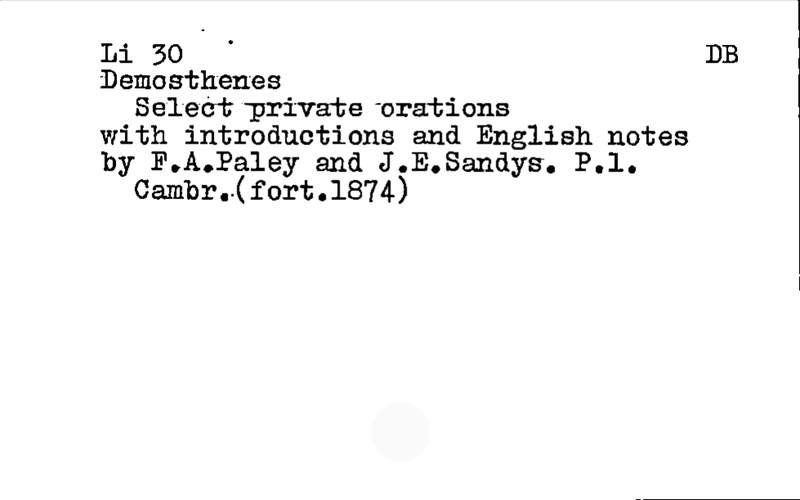 Li 30 DB
Demosthenes
Select private orations
with introductions and English notes
by F.A.Paley and J.E.Sandys. P.1.
Cambr.(fort.1874)